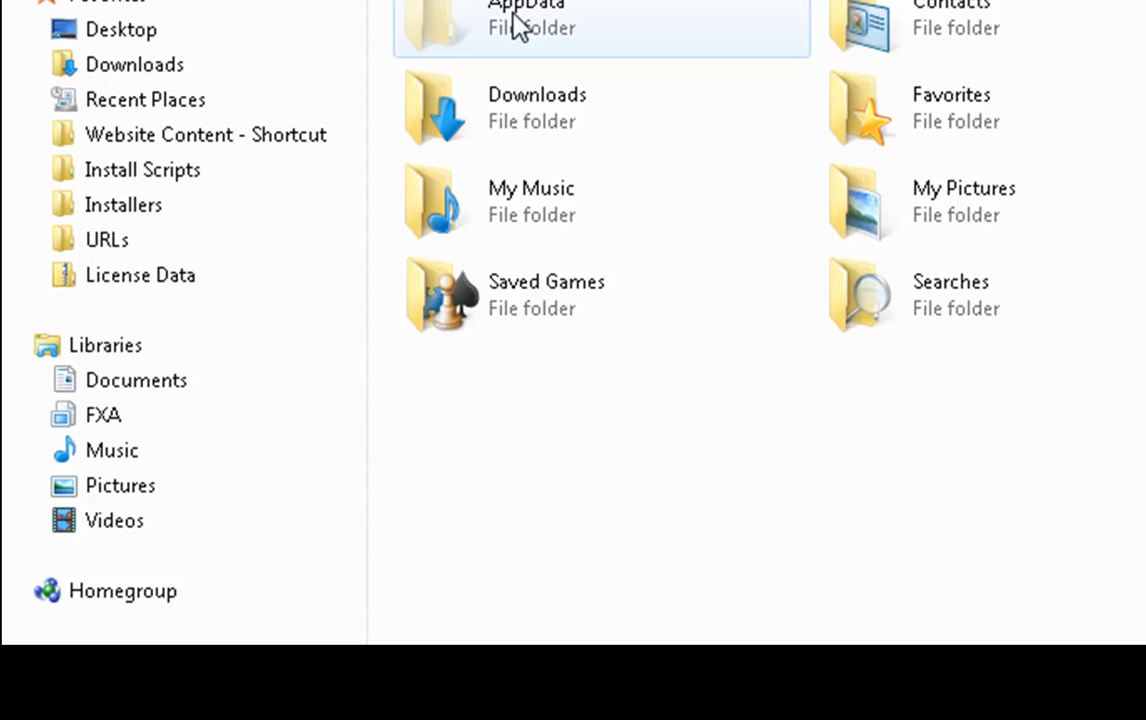 Favorites
Desktop
Downloads
Recent Places
Website Content - Shortcut
Install Scripts
Installers
URLs
License Data
Libraries
Documents
FXA
Music
Pictures
Videos
Homegroup
AppData
File folder
Contacts
File folder
Downloads
File folder
Favorites
File folder
My Music
File folder
My Pictures
File folder
Saved Games
File folder
Searches
File folder